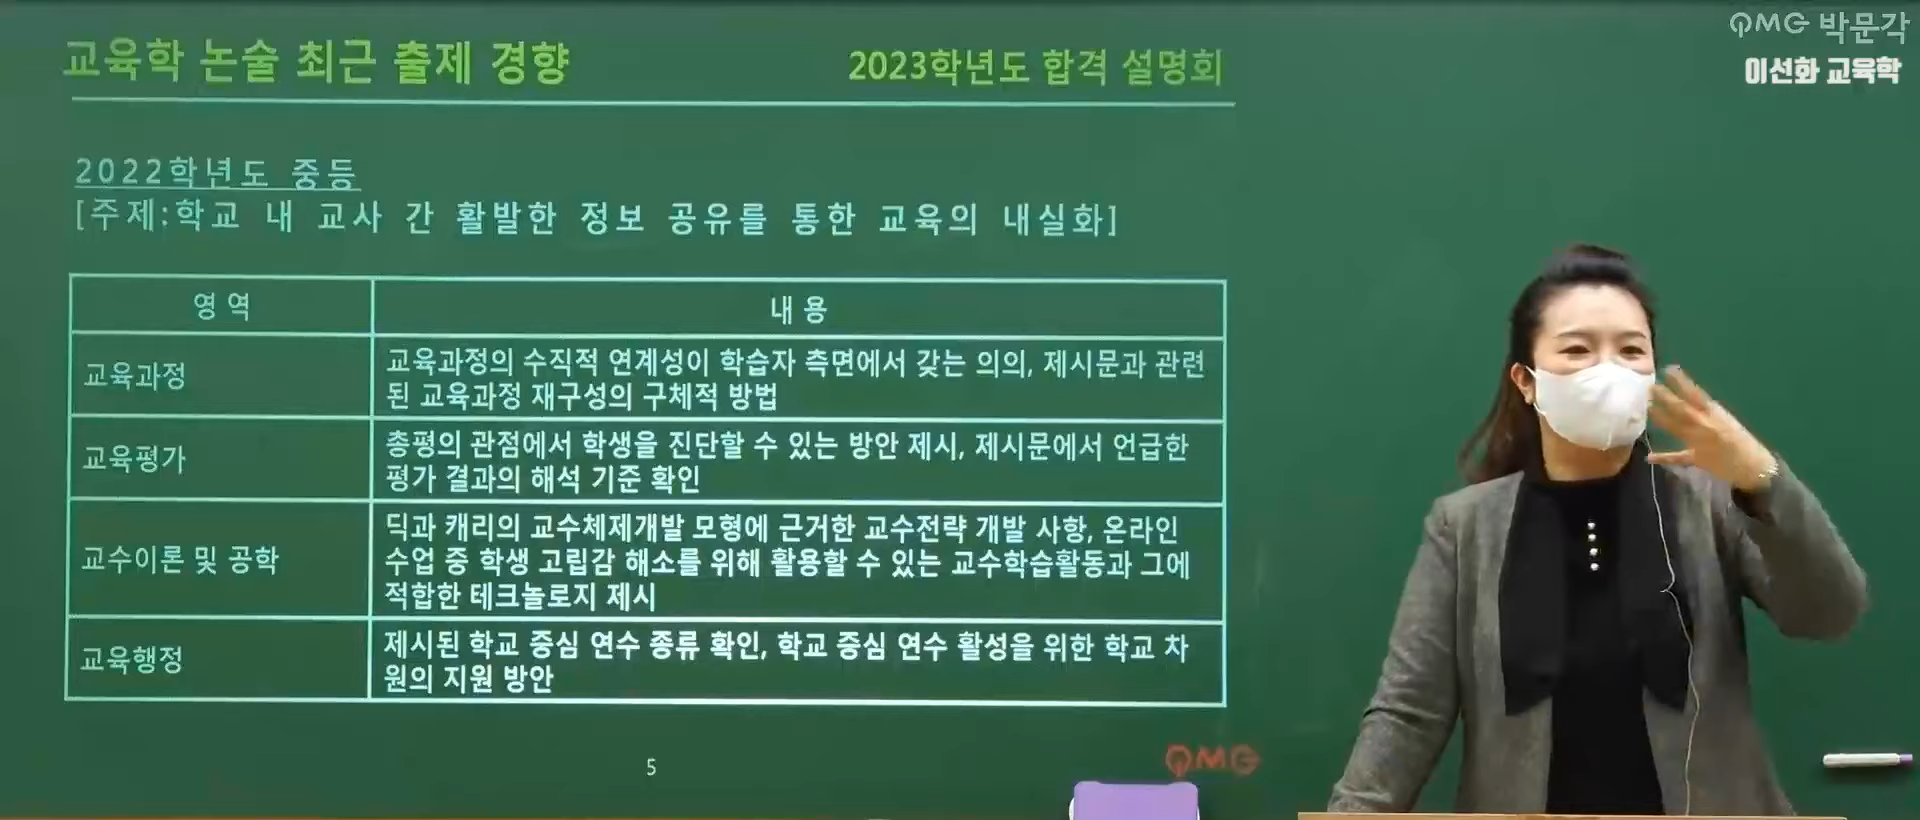 교육학 논술 최근 출제 경향
2023학년도 합격 설명회
PMG 박문각
이선화 교육학
2022학년도 중등
[주제:학교 내 교사 간 활발한 정보 공유를 통한 교육의 내실화]
영 역
내 용
교육과정
교육과정의 수직적 연계성이 학습자 측면에서 갖는 의의, 제시문과 관련
된 교육과정 재구성의 구체적 방법
교육평가
총평의 관점에서 학생을 진단할 수 있는 방안 제시, 제시문에서 언급한
평가 결과의 해석 기준 확인
교수이론 및 공학
딕과 캐리의 교수체제개발 모형에 근거한 교수전략 개발 사항, 온라인
수업 중 학생 고립감 해소를 위해 활용할 수 있는 교수학습활동과 그에
적합한 테크놀로지 제시
교육행정
제시된 학교 중심 연수 종류 확인, 학교 중심 연수 활성을 위한 학교 차
원의 지원 방안
5
PMG